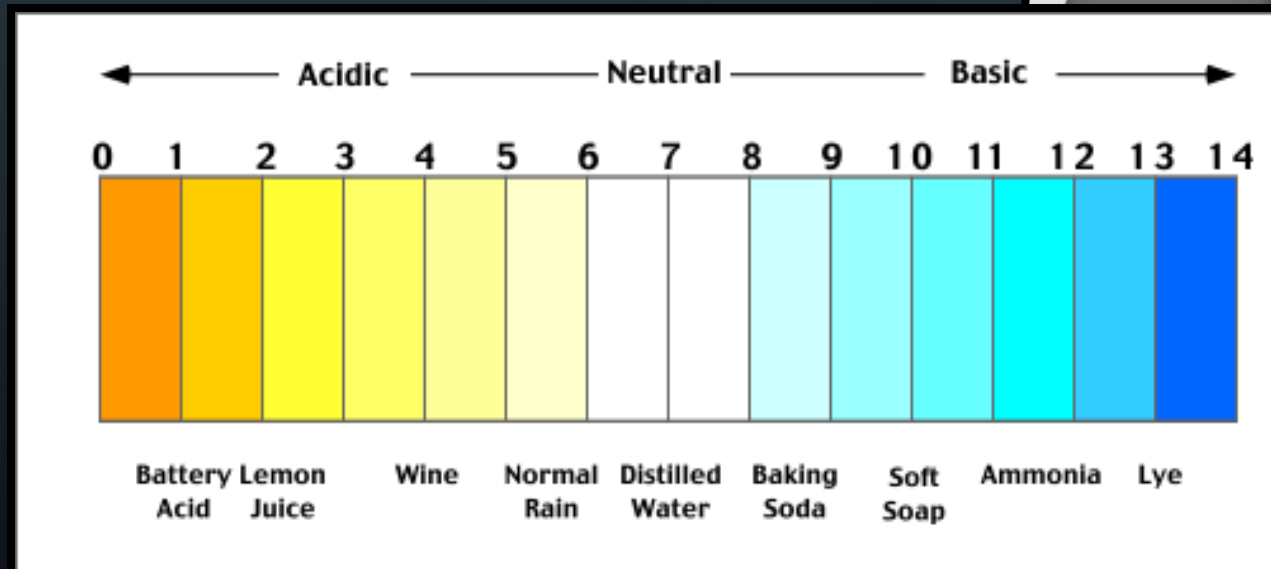 Acidic Neutral Basic
0 1 2 3 4 5 6 7 8 9 10 11 12 13 14
Battery Lemon Wine Normal Distilled Baking Soft Ammonia Lye
Acid Juice Rain Water Soda Soap